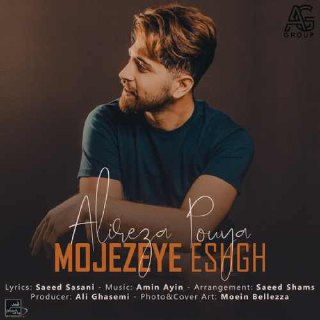 AG
GROUP
Alireza Pouya
MOJEZEYE ESHGH
Lyrics: Saeed Sasani - Music: Amin Ayin - Arrangement: Saeed Shams
Producer: Ali Ghasemi - Photo&Cover Art: Moein Bellezza